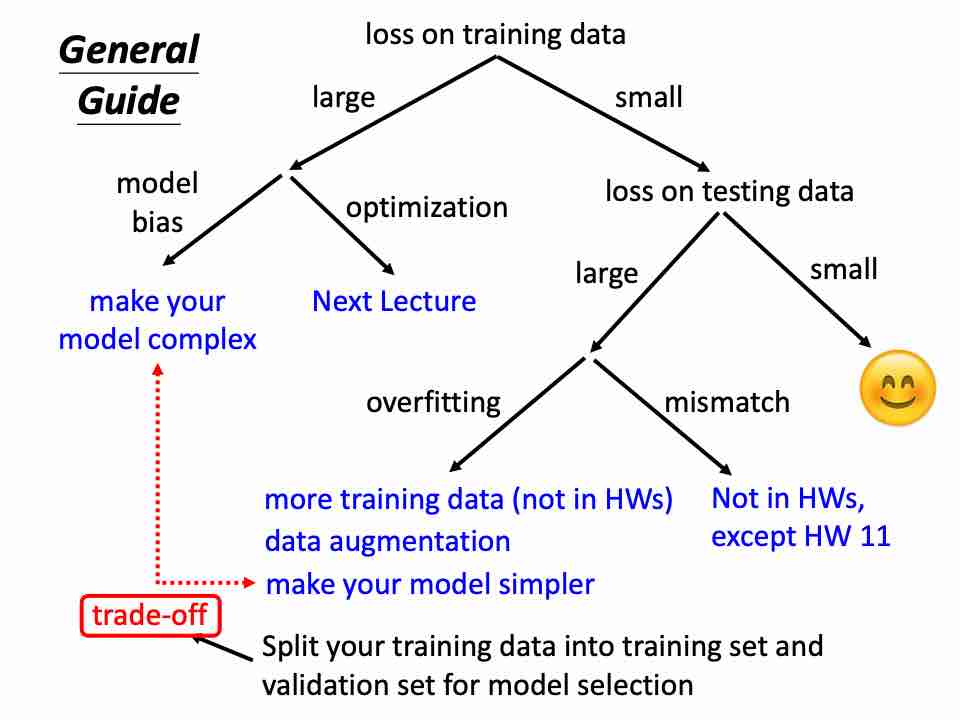 General
Guide
loss on training data
large
small
model
bias
optimization
loss on testing data
make your
model complex
Next Lecture
large
small
overfitting
mismatch
more training data (not in HWs)
data augmentation
make your model simpler
Not in HWs,
except HW 11
trade-off
Split your training data into training set and
validation set for model selection